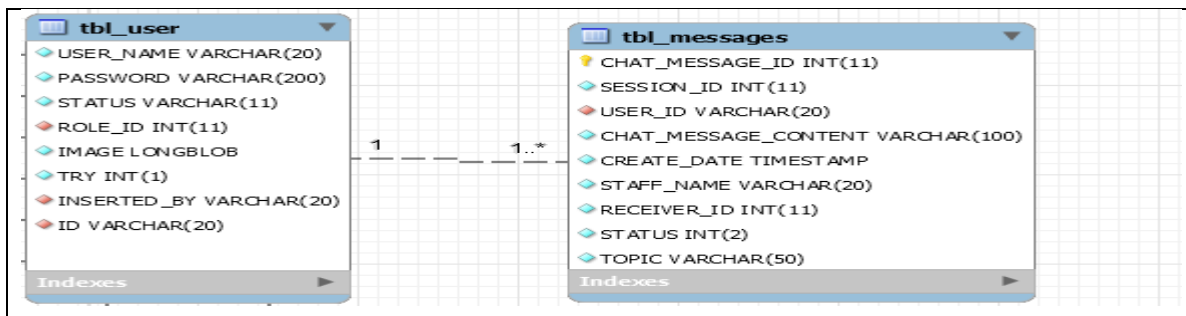 tbl_user
USER_NAME VARCHAR(20)
PASSWORD VARCHAR(200)
STATUS VARCHAR(11)
ROLE_ID INT(11)
IMAGE LONGBLOB
TRY INT(1)
INSERTED_BY VARCHAR(20)
ID VARCHAR(20)
Indexes
1
1..*
tbl_messages
CHAT_MESSAGE_ID INT(11)
SESSION_ID INT(11)
USER_ID VARCHAR(20)
CHAT_MESSAGE_CONTENT VARCHAR(100)
CREATE_DATE TIMESTAMP
STAFF_NAME VARCHAR(20)
RECEIVER_ID INT(11)
STATUS INT(2)
TOPIC VARCHAR(50)
Indexes